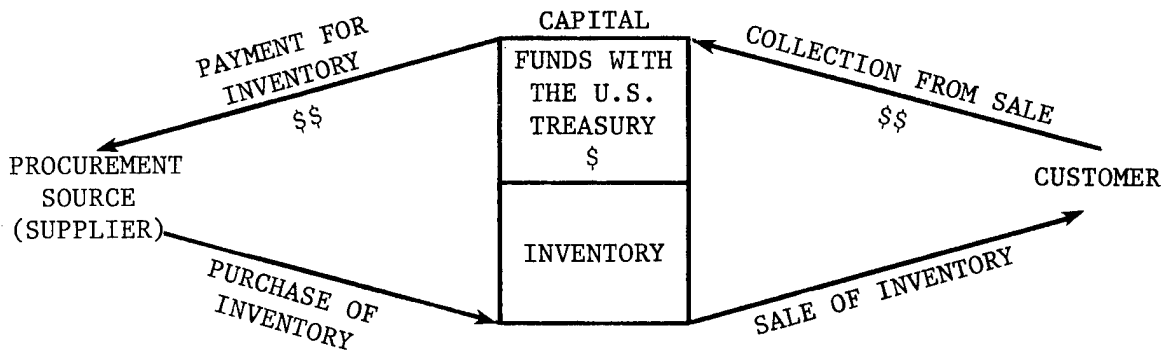 CAPITAL
PAYMENT FOR
INVENTORY
$$
FUNDS WITH
THE U.S.
TREASURY
$
COLLECTION FROM SALE
$$
PROCUREMENT
SOURCE
(SUPPLIER)
CUSTOMER
INVENTORY
PURCHASE OF
INVENTORY
SALE OF INVENTORY